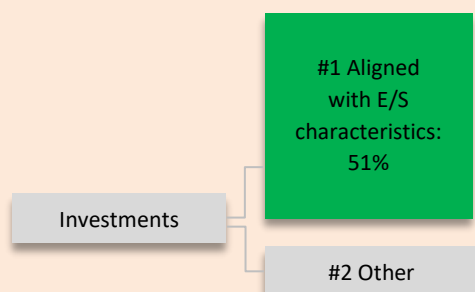 #1 Aligned
with E/S
characteristics:
51%
Investments
#2 Other